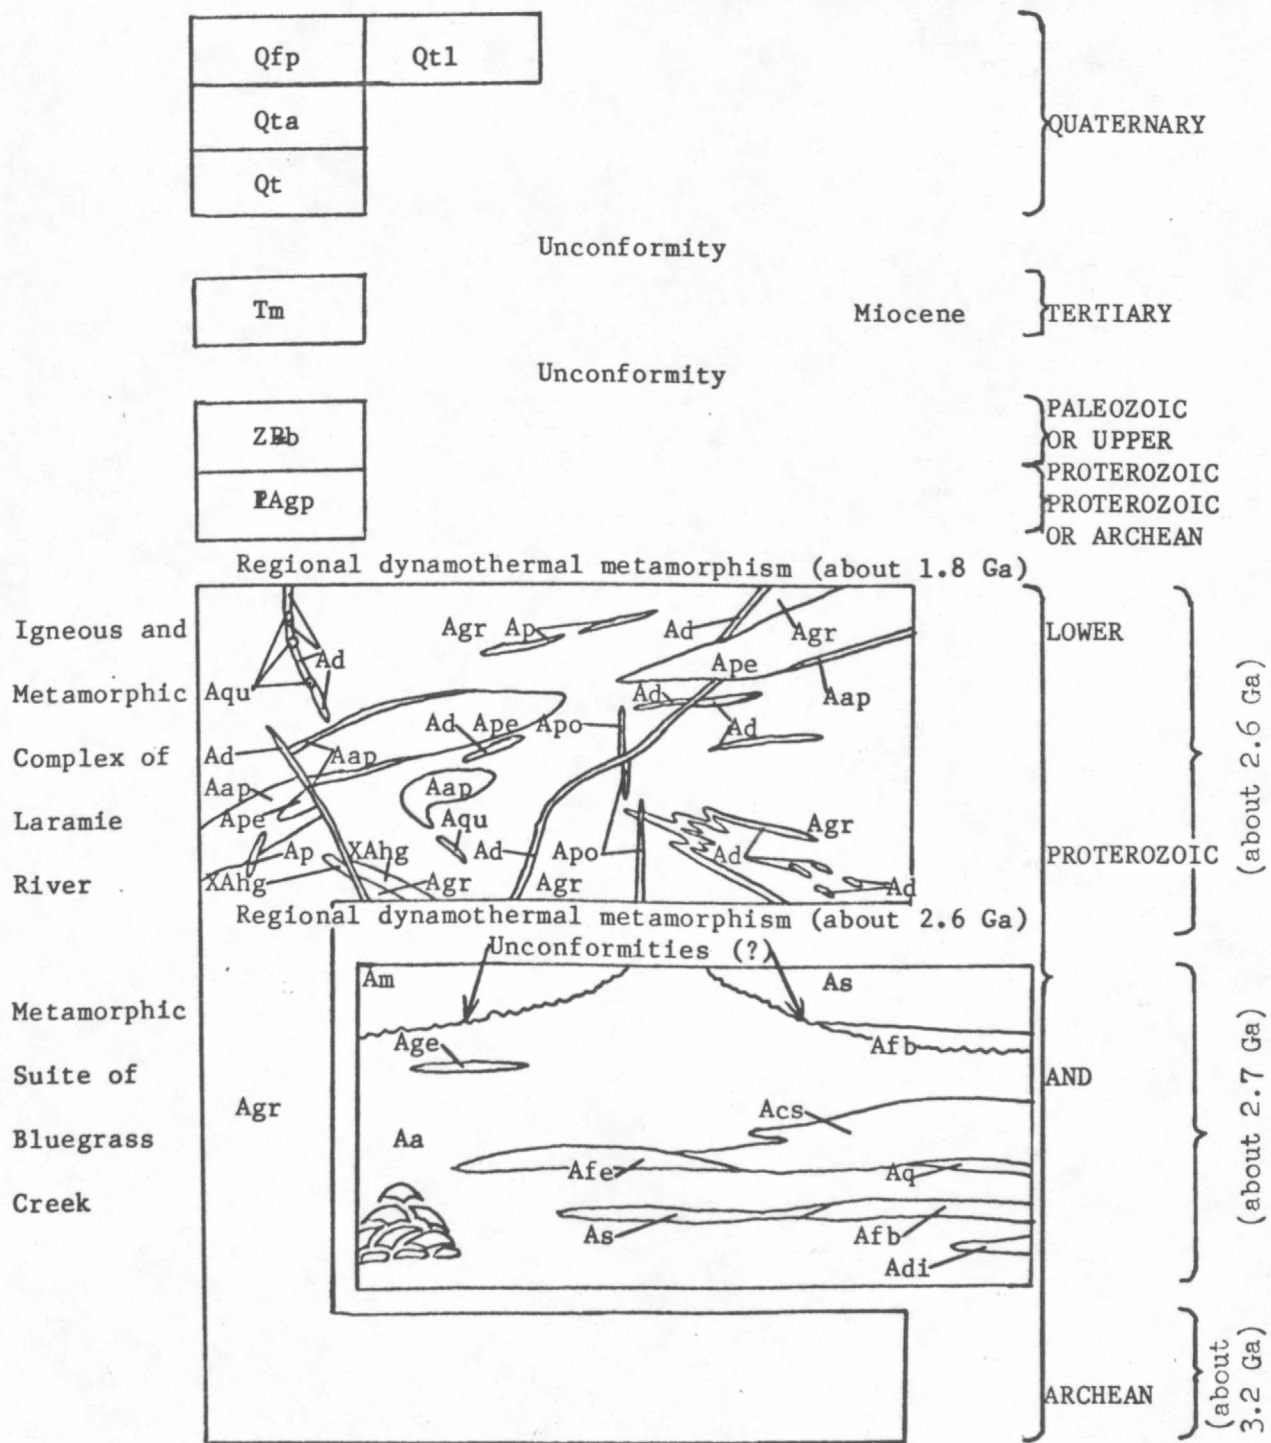 Qfp Qtl
Qta
QUATERNARY
Qt
Unconformity
Tm Miocene TERTIARY
Unconformity
PALEOZOIC
OR UPPER
PROTEROZOIC
PROTEROZOIC
OR ARCHEAN
Regional dynamothermal metamorphism (about 1.8 Ga)
Igneous and Agr Ap Ad Agr LOWER
Ad Ape
Metamorphic Aqu Ad Aap
Ad Ape Apo Ad
Complex of Ad Aap
Aap Aap
Laramie Ape Aqu Agr
Ap XAhg Ad Apo Ad PROTEROZOIC
River XAhg Agr Agr Ad
(about 2.6 Ga)
Regional dynamothermal metamorphism (about 2.6 Ga)
Unconformities (?)
Am As
Metamorphic
Age Afb
Suite of AND
Agr Acs
Bluegrass Aa
Afe Aq
Creek
As Afb
Adi
(about 2.7 Ga)
ARCHEAN
(about
3.2 Ga)